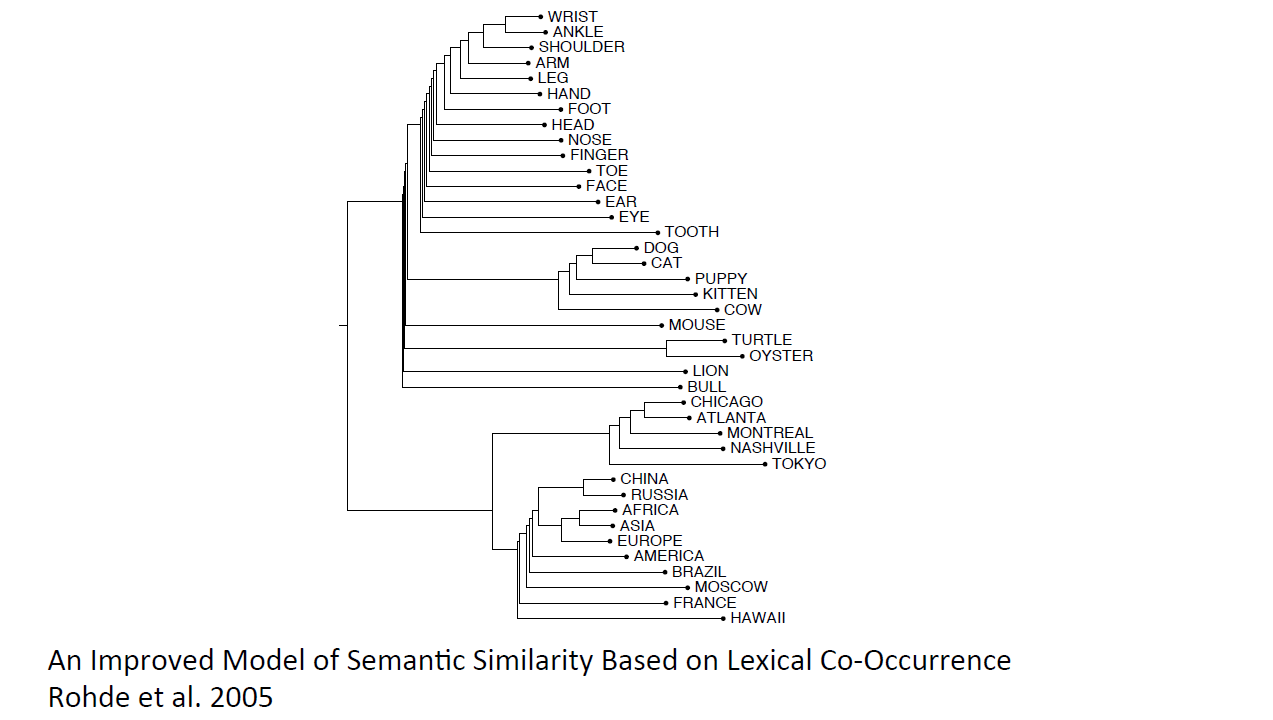 WRIST
ANKLE
SHOULDER
ARM
LEG
HAND
FOOT
HEAD
NOSE
FINGER
TOE
FACE
EAR
EYE
TOOTH
DOG
CAT
PUPPY
KITTEN
COW
MOUSE
TURTLE
OYSTER
LION
BULL
CHICAGO
ATLANTA
MONTREAL
NASHVILLE
TOKYO
CHINA
RUSSIA
AFRICA
ASIA
EUROPE
AMERICA
BRAZIL
MOSCOW
FRANCE
HAWAII
An Improved Model of Semantic Similarity Based on Lexical Co-Occurrence
Rohde et al. 2005